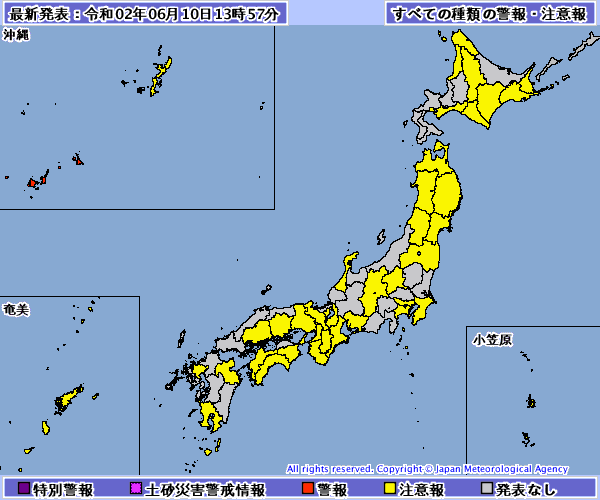 最新発表：令和02年06月10日13時57分
すべての種類の警報・注意報
沖縄
奄美
小笠原
All rights reserved. Copyright © Japan Meteorological Agency
特別警報 土砂災害警戒情報 警報 注意報 発表なし